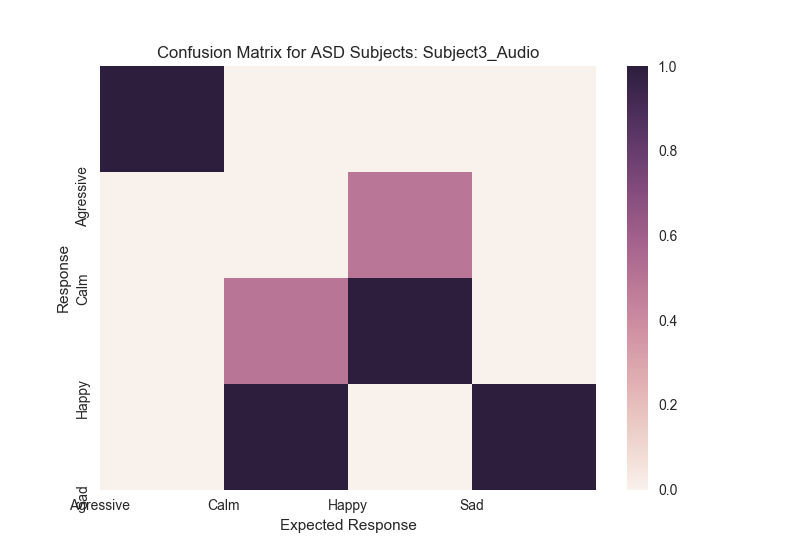 Confusion Matrix for ASD Subjects: Subject3_Audio
1.0
0.8
0.6
0.4
0.2
0.0
Response
Agressive
Calm
Happy
Sad
Agressive Calm Happy Sad
Expected Response